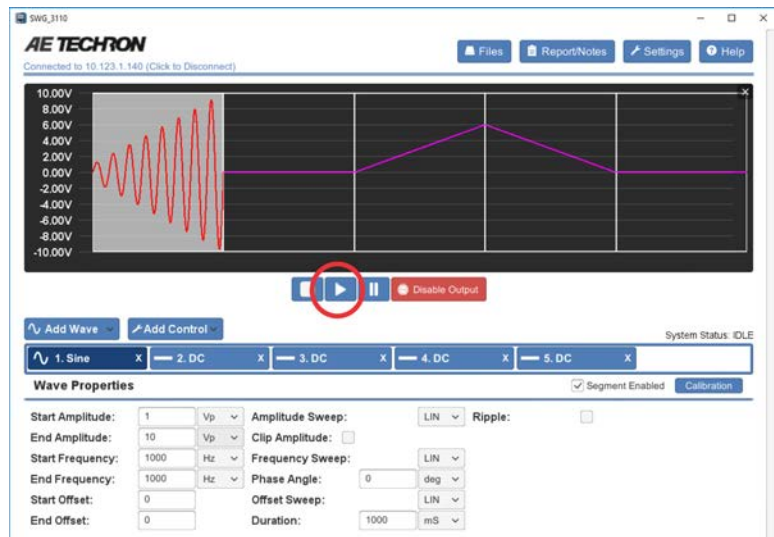 SWG_3110
AE TECHRON
Files Report/Notes Settings Help
Connected to 10.123.1.140 (Click to Disconnect)
10.00V
8.00V
6.00V
4.00V
2.00V
0.00V
-2.00V
-4.00V
-6.00V
-8.00V
-10.00V
Disable Output
Add Wave Add Control
System Status: IDLE
1. Sine X 2. DC X 3. DC X 4. DC X 5. DC X
Wave Properties Segment Enabled Calibration
Start Amplitude: 1 Vp Amplitude Sweep: LIN Ripple:
End Amplitude: 10 Vp Clip Amplitude:
Start Frequency: 1000 Hz Frequency Sweep: LIN
End Frequency: 1000 Hz Phase Angle: 0 deg
Start Offset: 0 Offset Sweep: LIN
End Offset: 0 Duration: 1000 mS